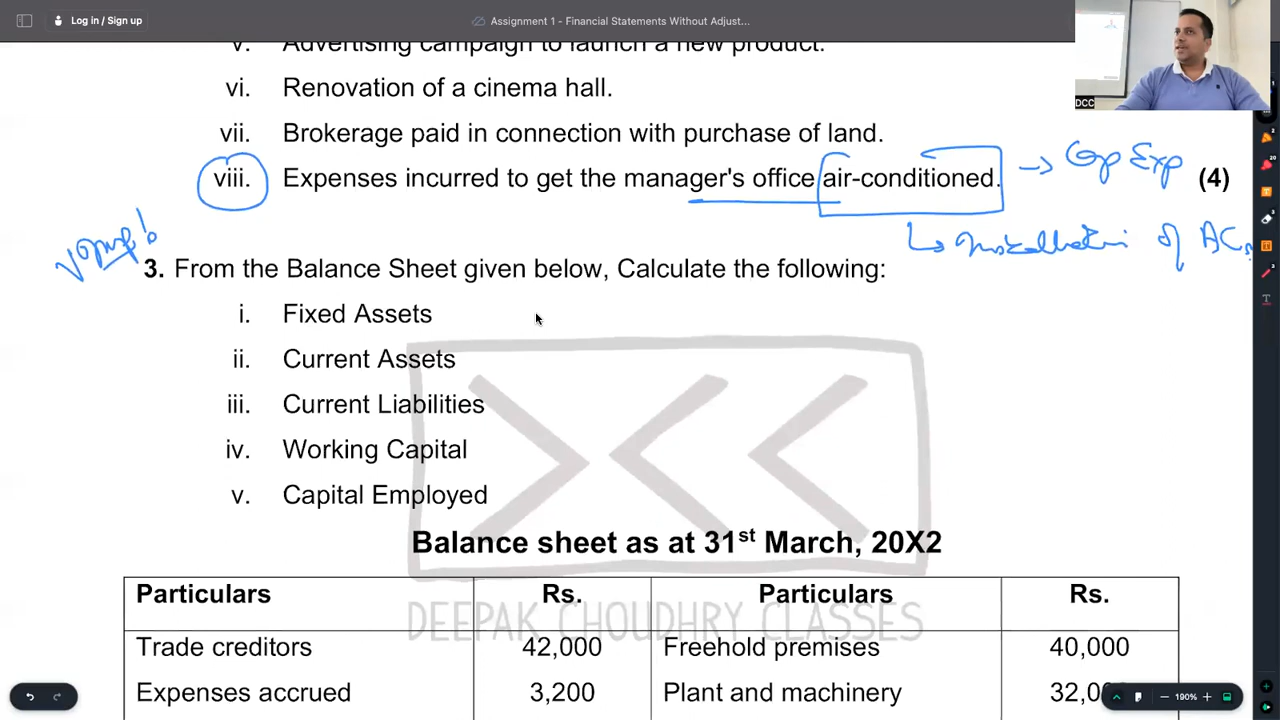 Log in / Sign up
Assignment 1 - Financial Statements Without Adjust...
v. Advertising campaign to launch a new product.
vi. Renovation of a cinema hall.
vii. Brokerage paid in connection with purchase of land.
viii. Expenses incurred to get the manager's office air-conditioned. → Cap Exp (4)
of ACs
3. From the Balance Sheet given below, Calculate the following:
i. Fixed Assets
ii. Current Assets
iii. Current Liabilities
iv. Working Capital
v. Capital Employed
Balance sheet as at 31st March, 20X2
Particulars Rs. Particulars Rs.
DEEPAK CHOUDHRY CLASSES
Trade creditors 42,000 Freehold premises 40,000
Expenses accrued 3,200 Plant and machinery
190%
DCC